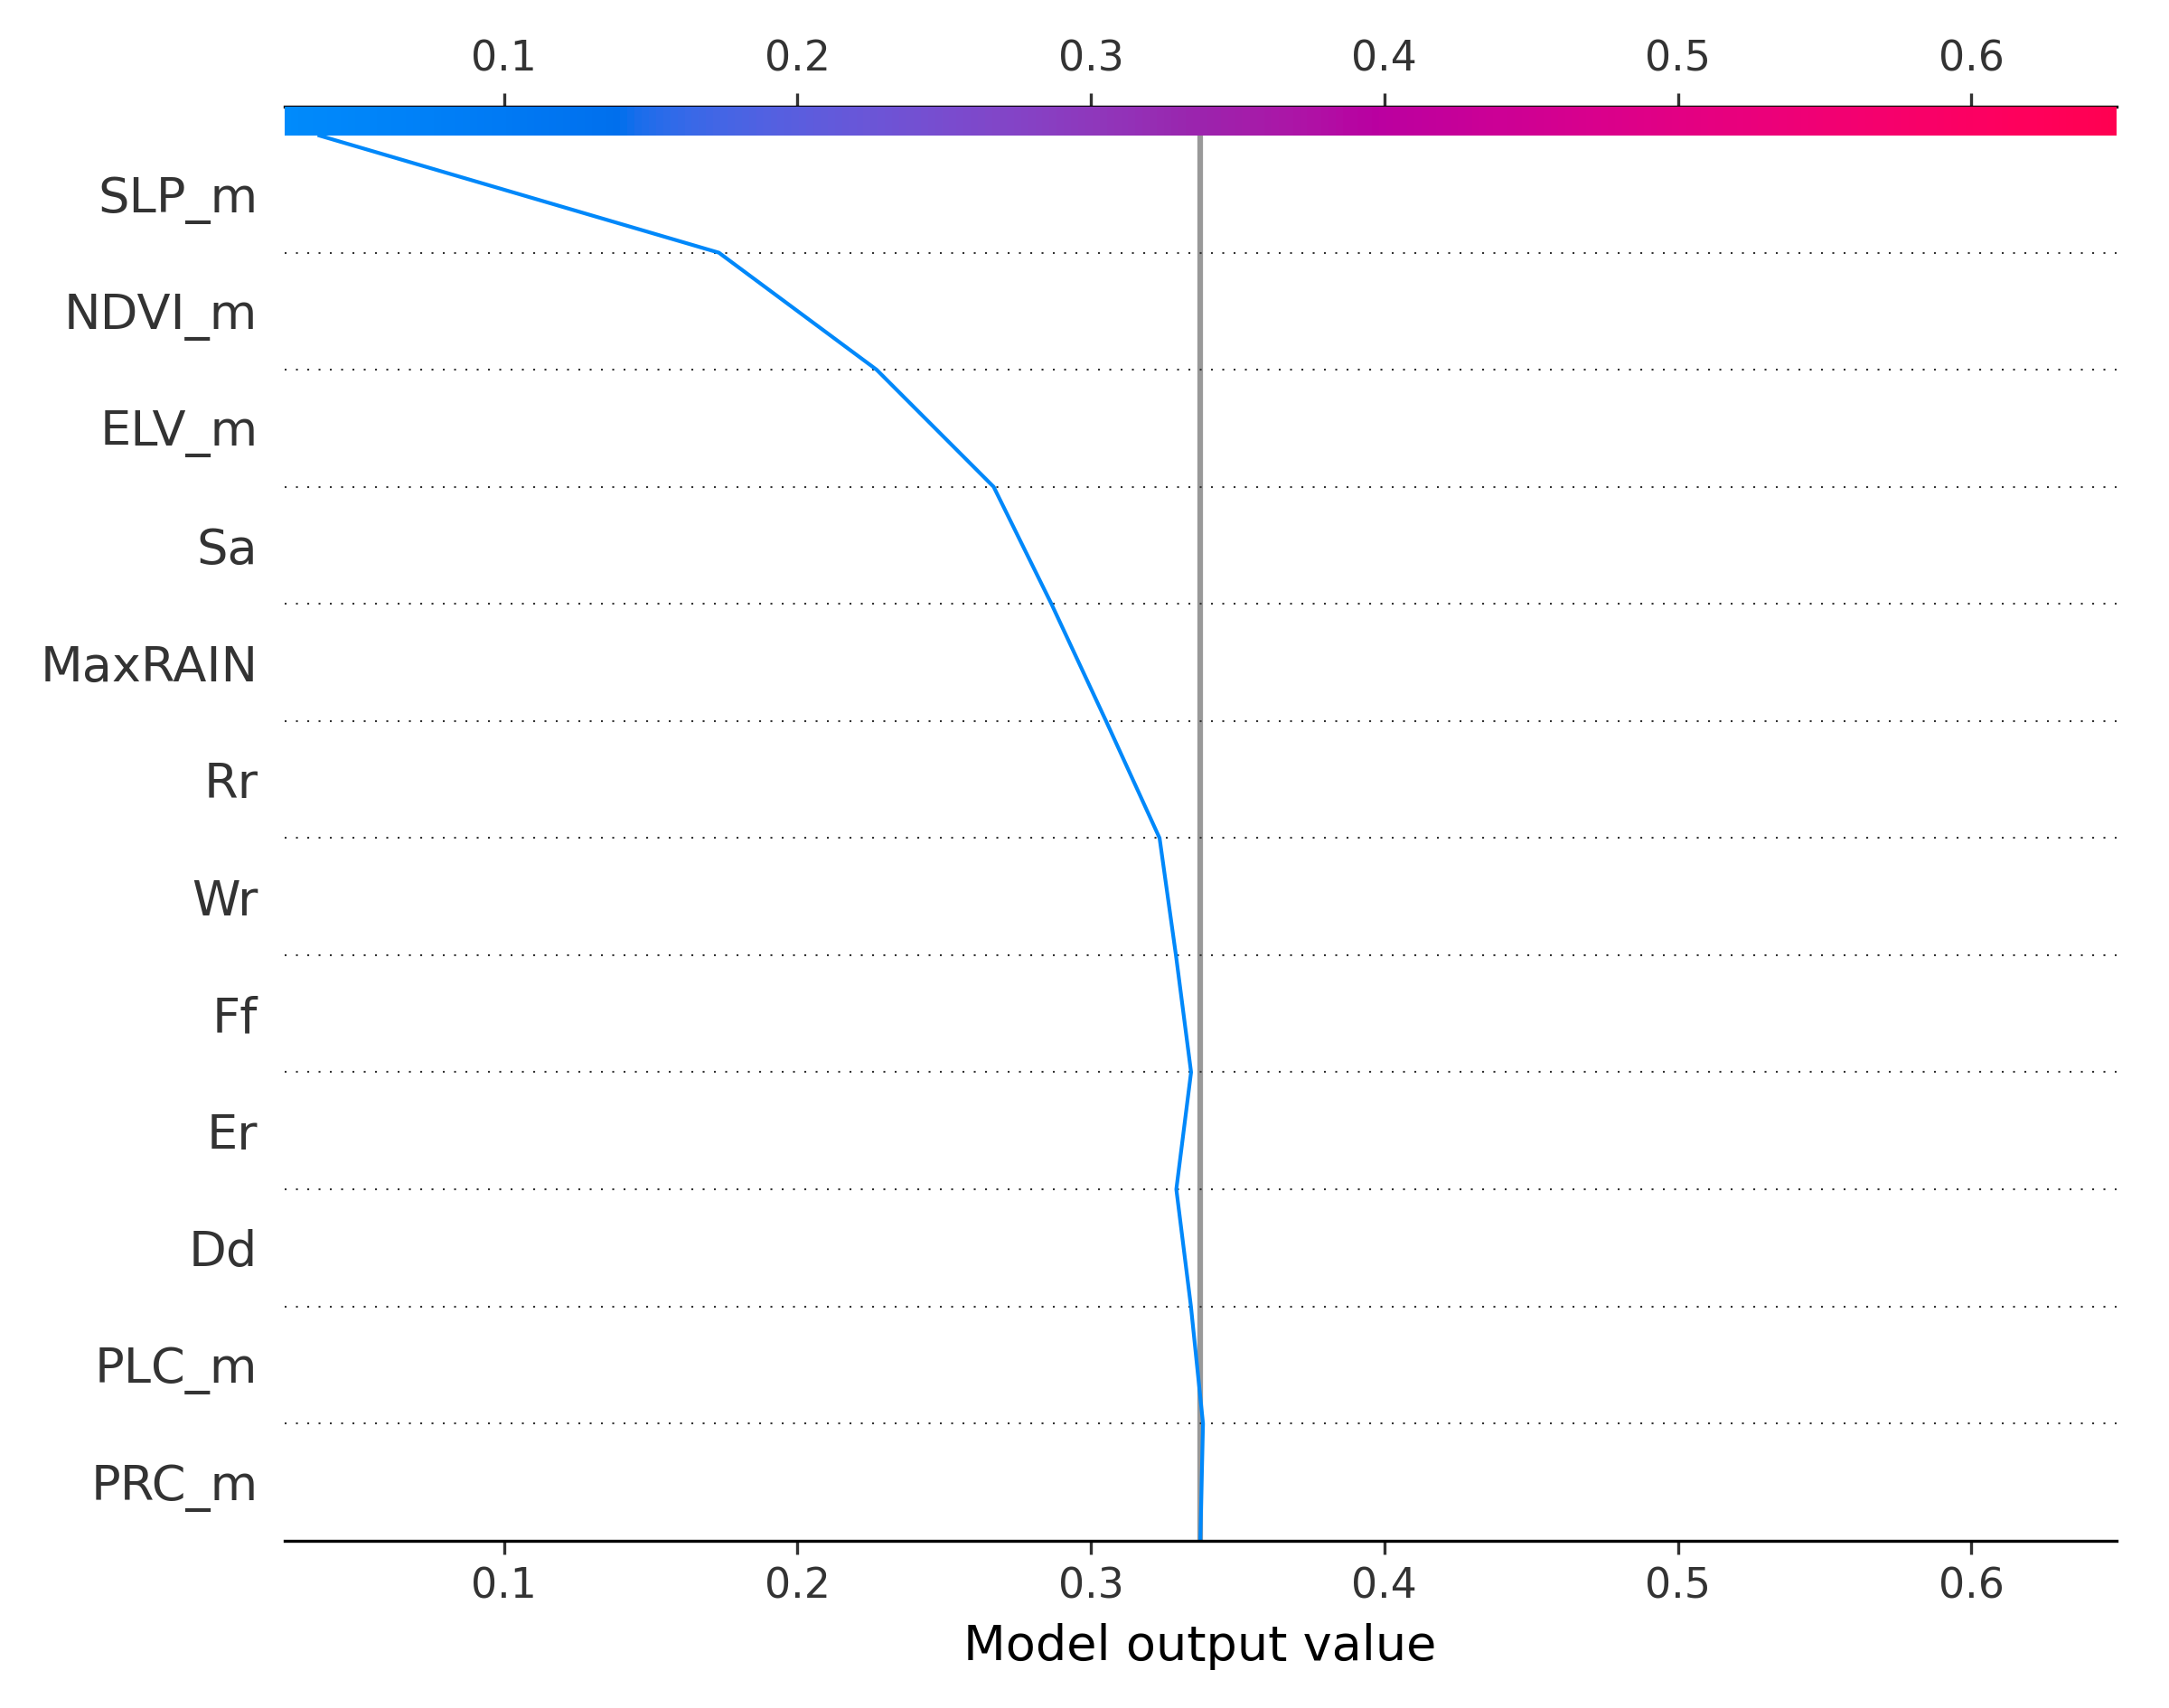 0.1 0.2 0.3 0.4 0.5 0.6
SLP_m
NDVI_m
ELV_m
Sa
MaxRAIN
Rr
Wr
Ff
Er
Dd
PLC_m
PRC_m
0.1 0.2 0.3 0.4 0.5 0.6
Model output value